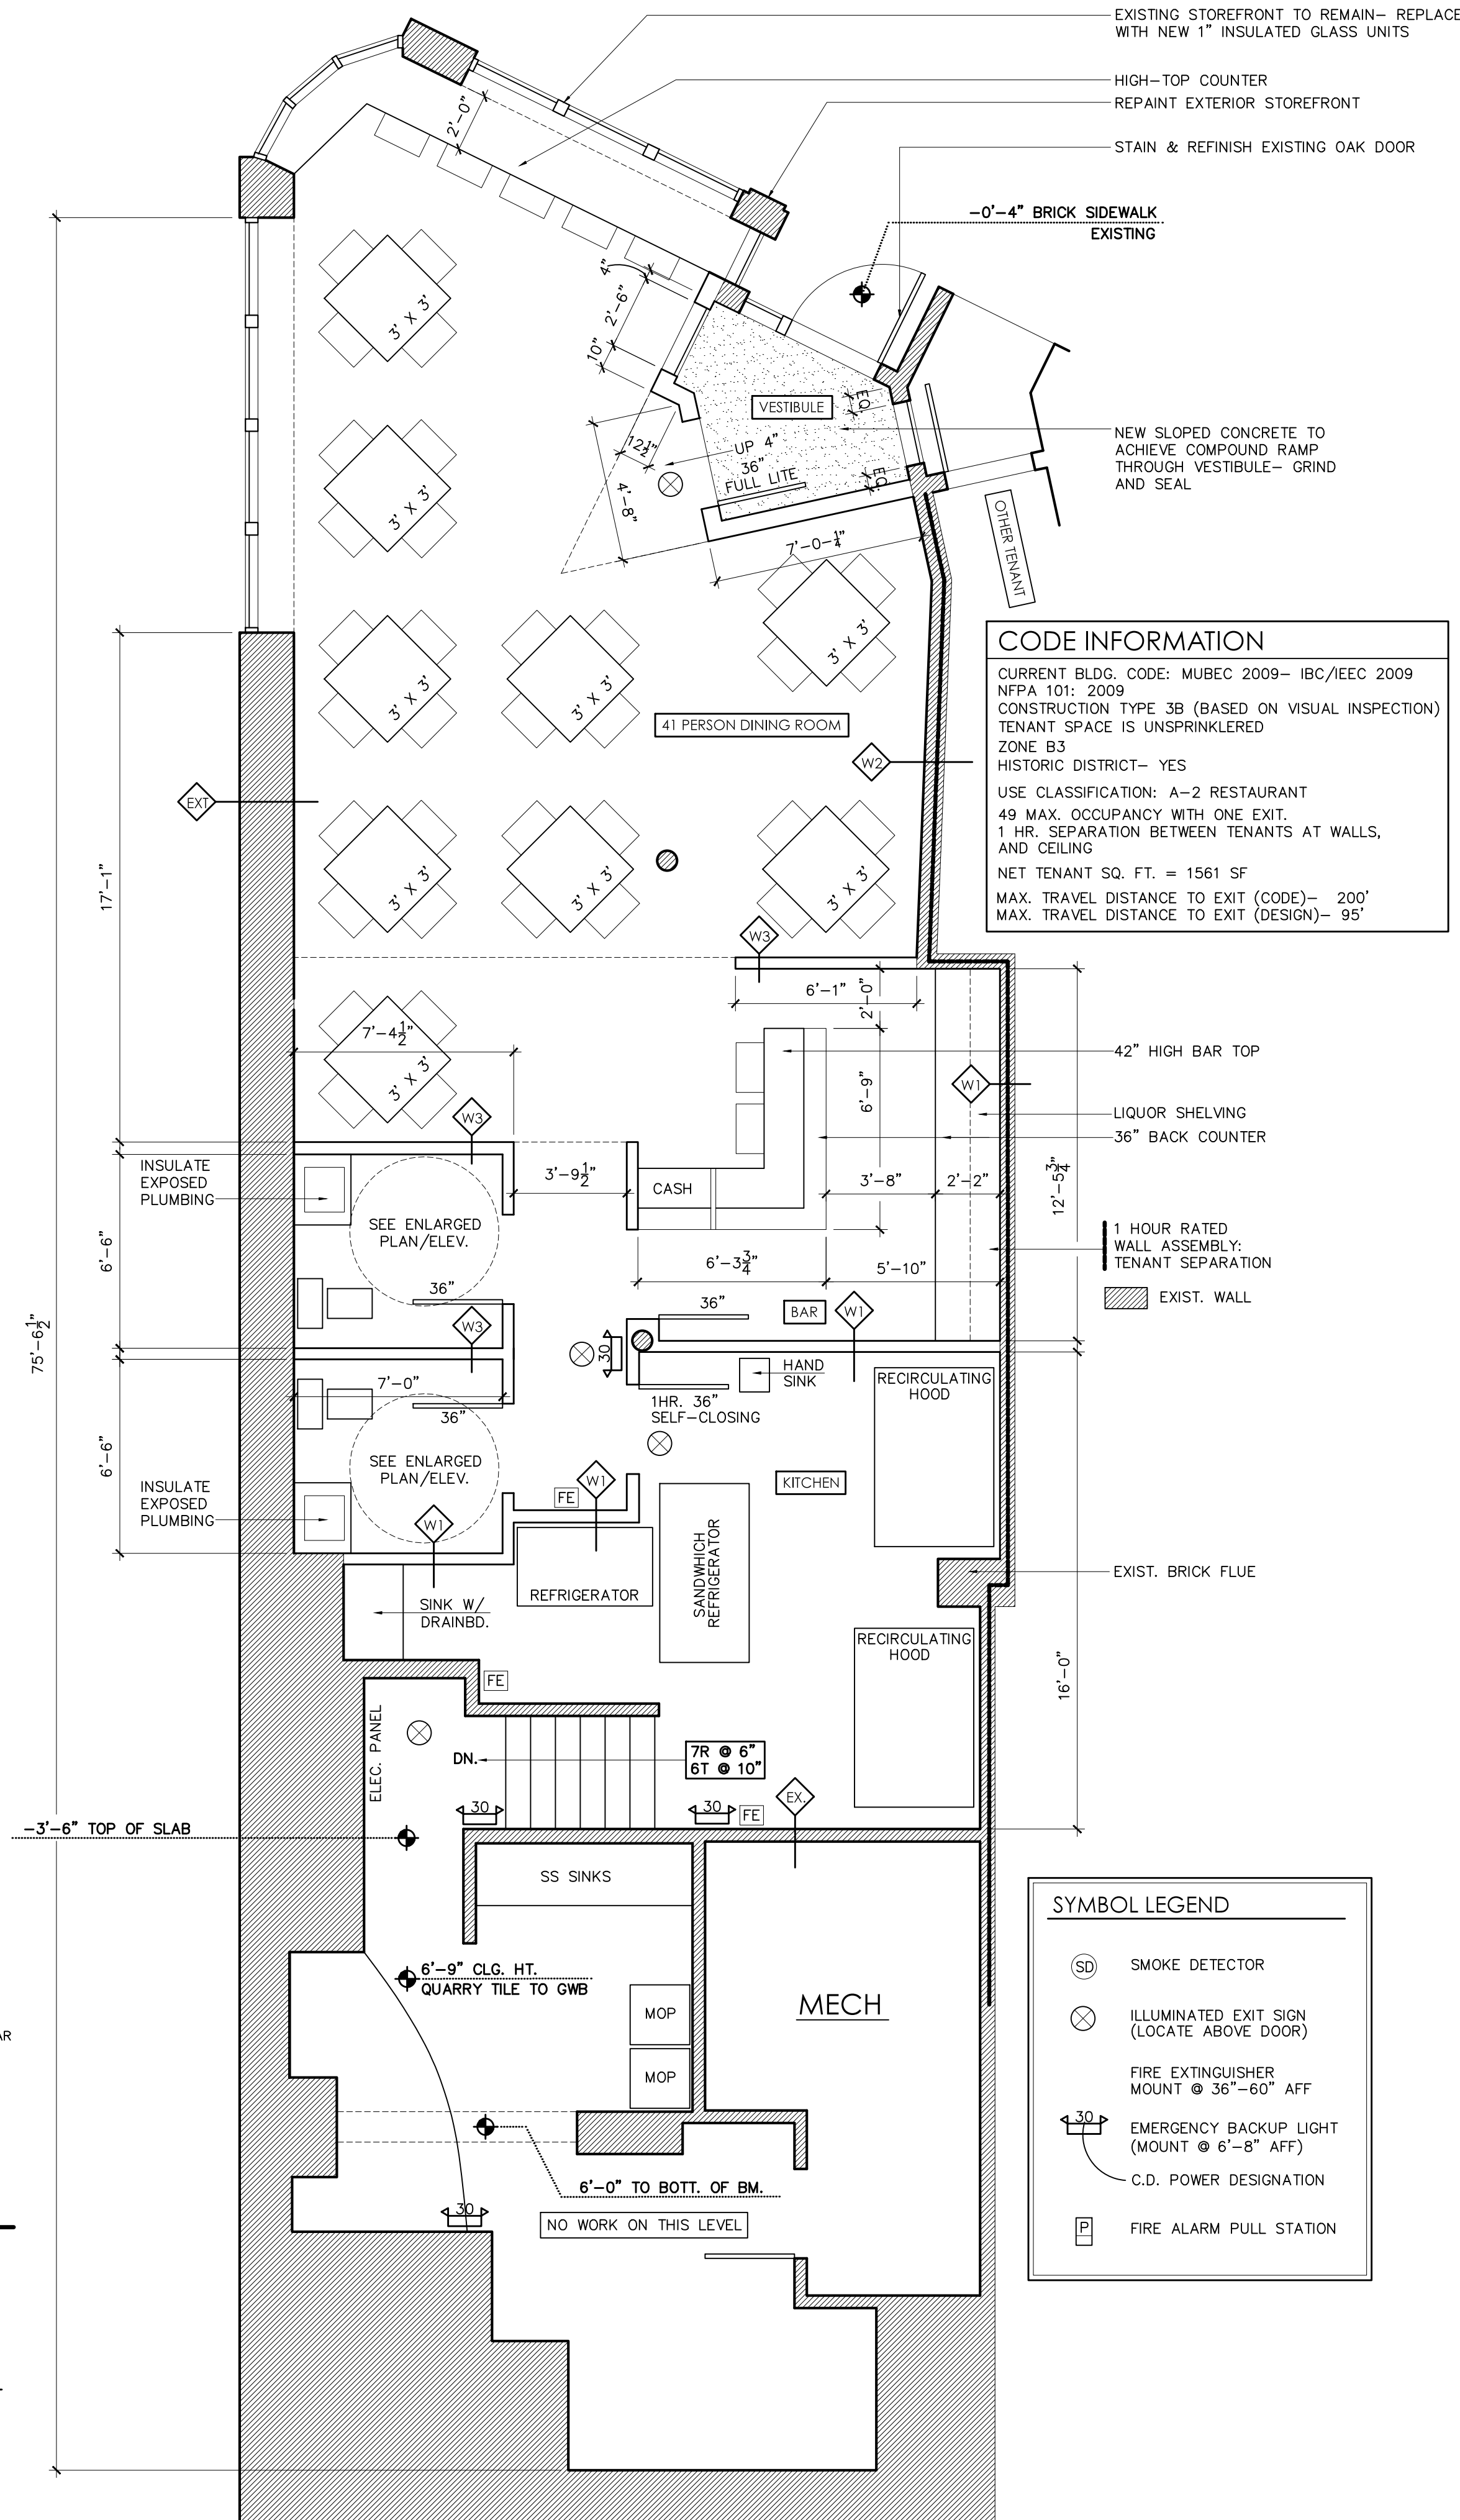 EXISTING STOREFRONT TO REMAIN– REPLACE
WITH NEW 1" INSULATED GLASS UNITS
HIGH–TOP COUNTER
REPAINT EXTERIOR STOREFRONT
STAIN & REFINISH EXISTING OAK DOOR
–0'–4" BRICK SIDEWALK
EXISTING
2'–0"
4"
2'–6"
10"
3' X 3'
VESTIBULE
EQ
UP 4"
36"
FULL LITE
EQ
12½"
4'–8"
7'–0–¼"
NEW SLOPED CONCRETE TO
ACHIEVE COMPOUND RAMP
THROUGH VESTIBULE– GRIND
AND SEAL
OTHER TENANT
3' X 3'
3' X 3'
3' X 3'
3' X 3'
41 PERSON DINING ROOM
W2
EXT
17'–1"
3' X 3'
3' X 3'
3' X 3'
CODE INFORMATION
CURRENT BLDG. CODE: MUBEC 2009– IBC/IEEC 2009
NFPA 101: 2009
CONSTRUCTION TYPE 3B (BASED ON VISUAL INSPECTION)
TENANT SPACE IS UNSPRINKLERED
ZONE B3
HISTORIC DISTRICT– YES
USE CLASSIFICATION: A–2 RESTAURANT
49 MAX. OCCUPANCY WITH ONE EXIT.
1 HR. SEPARATION BETWEEN TENANTS AT WALLS,
AND CEILING
NET TENANT SQ. FT. = 1561 SF
MAX. TRAVEL DISTANCE TO EXIT (CODE)– 200'
MAX. TRAVEL DISTANCE TO EXIT (DESIGN)– 95'
W3
6'–1"
2'–0"
7'–4½"
3' X 3'
6'–9"
42" HIGH BAR TOP
W1
LIQUOR SHELVING
36" BACK COUNTER
W3
INSULATE
EXPOSED
PLUMBING
3'–9½"
CASH
3'–8"
2'–2"
12'–5¾"
SEE ENLARGED
PLAN/ELEV.
6'–6"
6'–3¾"
5'–10"
1 HOUR RATED
WALL ASSEMBLY:
TENANT SEPARATION
EXIST. WALL
36"
36"
BAR
W1
W3
30
75'–6½"
HAND
SINK
RECIRCULATING
HOOD
7'–0"
36"
1HR. 36"
SELF–CLOSING
6'–6"
SEE ENLARGED
PLAN/ELEV.
INSULATE
EXPOSED
PLUMBING
W1
FE
W1
KITCHEN
SANDWHICH
REFRIGERATOR
REFRIGERATOR
SINK W/
DRAINBD.
EXIST. BRICK FLUE
RECIRCULATING
HOOD
16'–0"
FE
ELEC. PANEL
DN.
7R @ 6"
6T @ 10"
30
30
FE
EX.
–3'–6" TOP OF SLAB
SS SINKS
6'–9" CLG. HT.
QUARRY TILE TO GWB
MOP
MOP
MECH
AR
6'–0" TO BOTT. OF BM.
30
NO WORK ON THIS LEVEL
SYMBOL LEGEND
SD
SMOKE DETECTOR
ILLUMINATED EXIT SIGN
(LOCATE ABOVE DOOR)
FIRE EXTINGUISHER
MOUNT @ 36"–60" AFF
30
EMERGENCY BACKUP LIGHT
(MOUNT @ 6'–8" AFF)
C.D. POWER DESIGNATION
P
FIRE ALARM PULL STATION